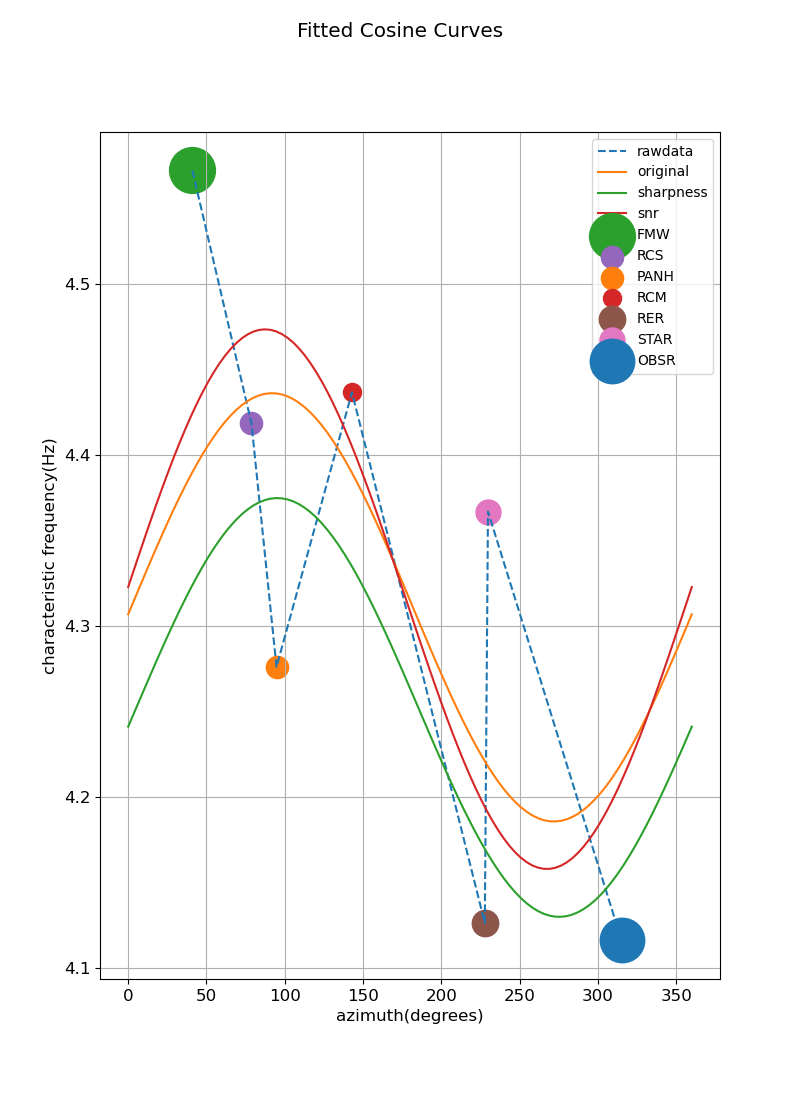 Fitted Cosine Curves
rawdata
original
sharpness
snr
FMW
RCS
PANH
RCM
RER
STAR
OBSR
4.5
4.4
4.3
4.2
4.1
characteristic frequency(Hz)
0 50 100 150 200 250 300 350
azimuth(degrees)